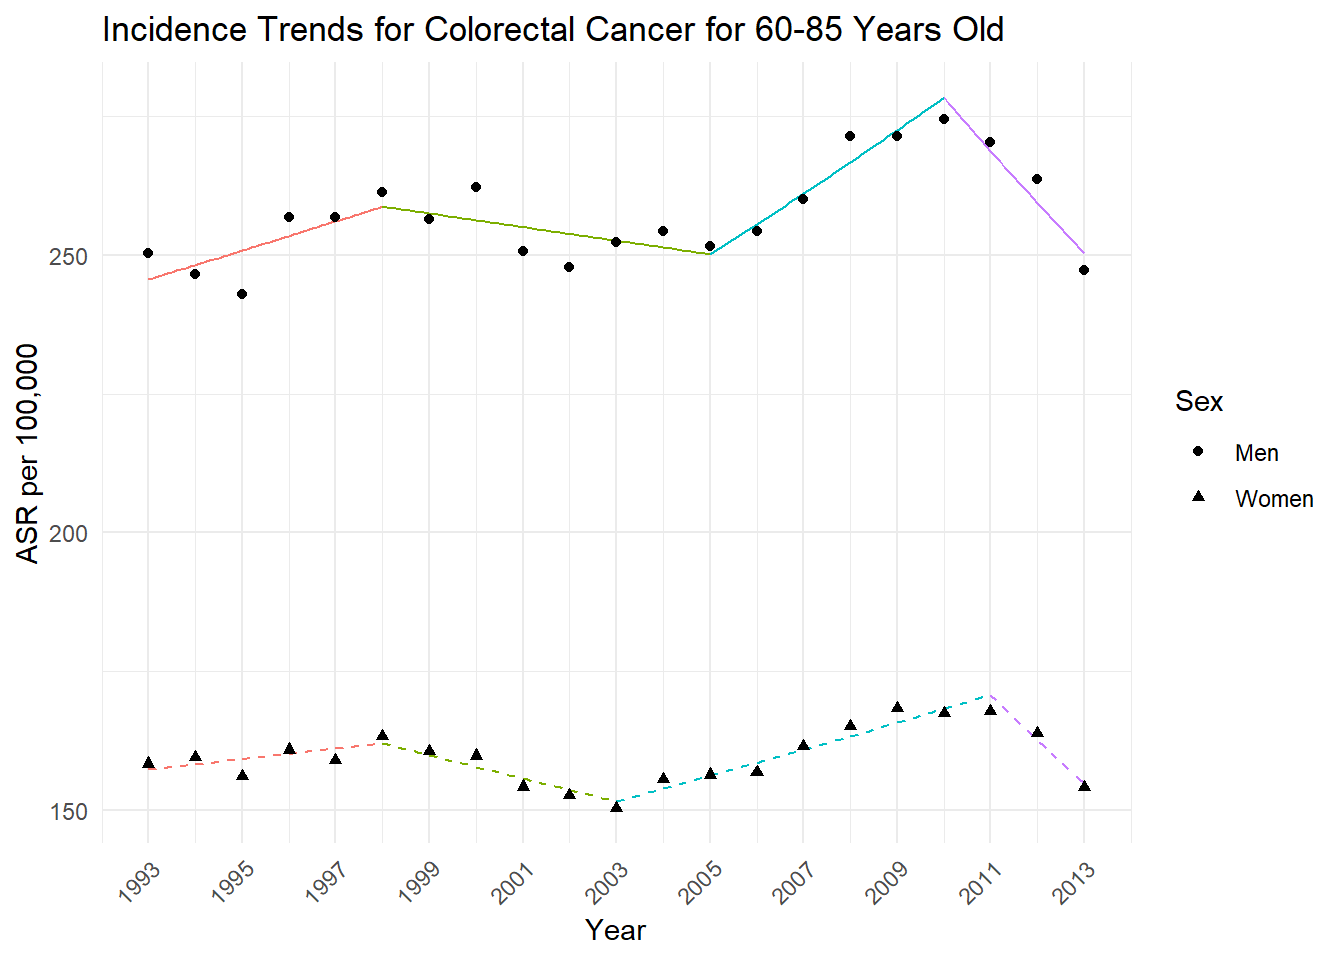 Incidence Trends for Colorectal Cancer for 60-85 Years Old
ASR per 100,000
250
200
150
1993
1995
1997
1999
2001
2003
2005
2007
2009
2011
2013
Year
Sex
Men
Women